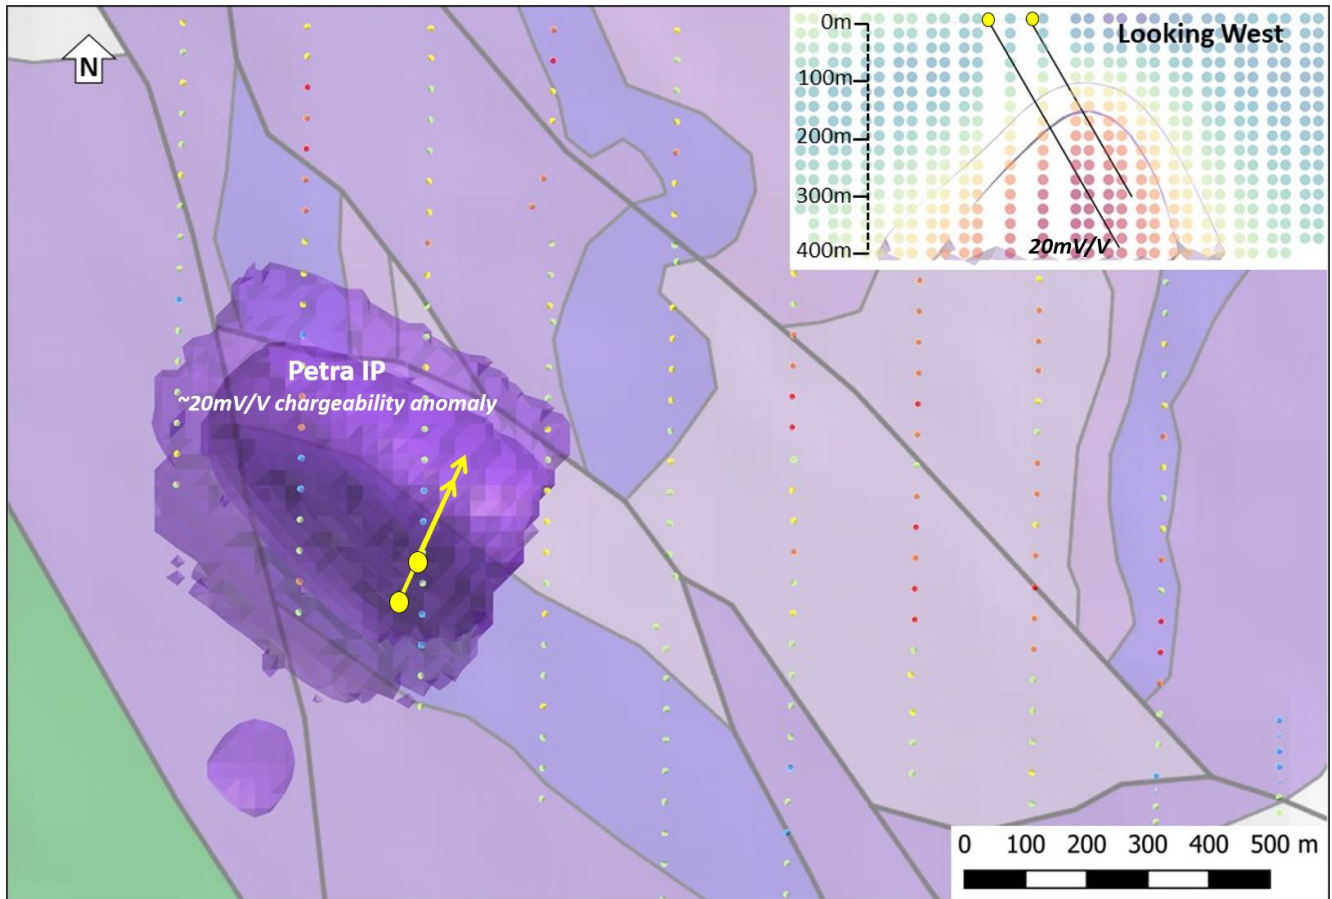 N
0m
Looking West
100m
200m
300m
400m
20mV/V
Petra IP
~20mV/V chargeability anomaly
0 100 200 300 400 500 m